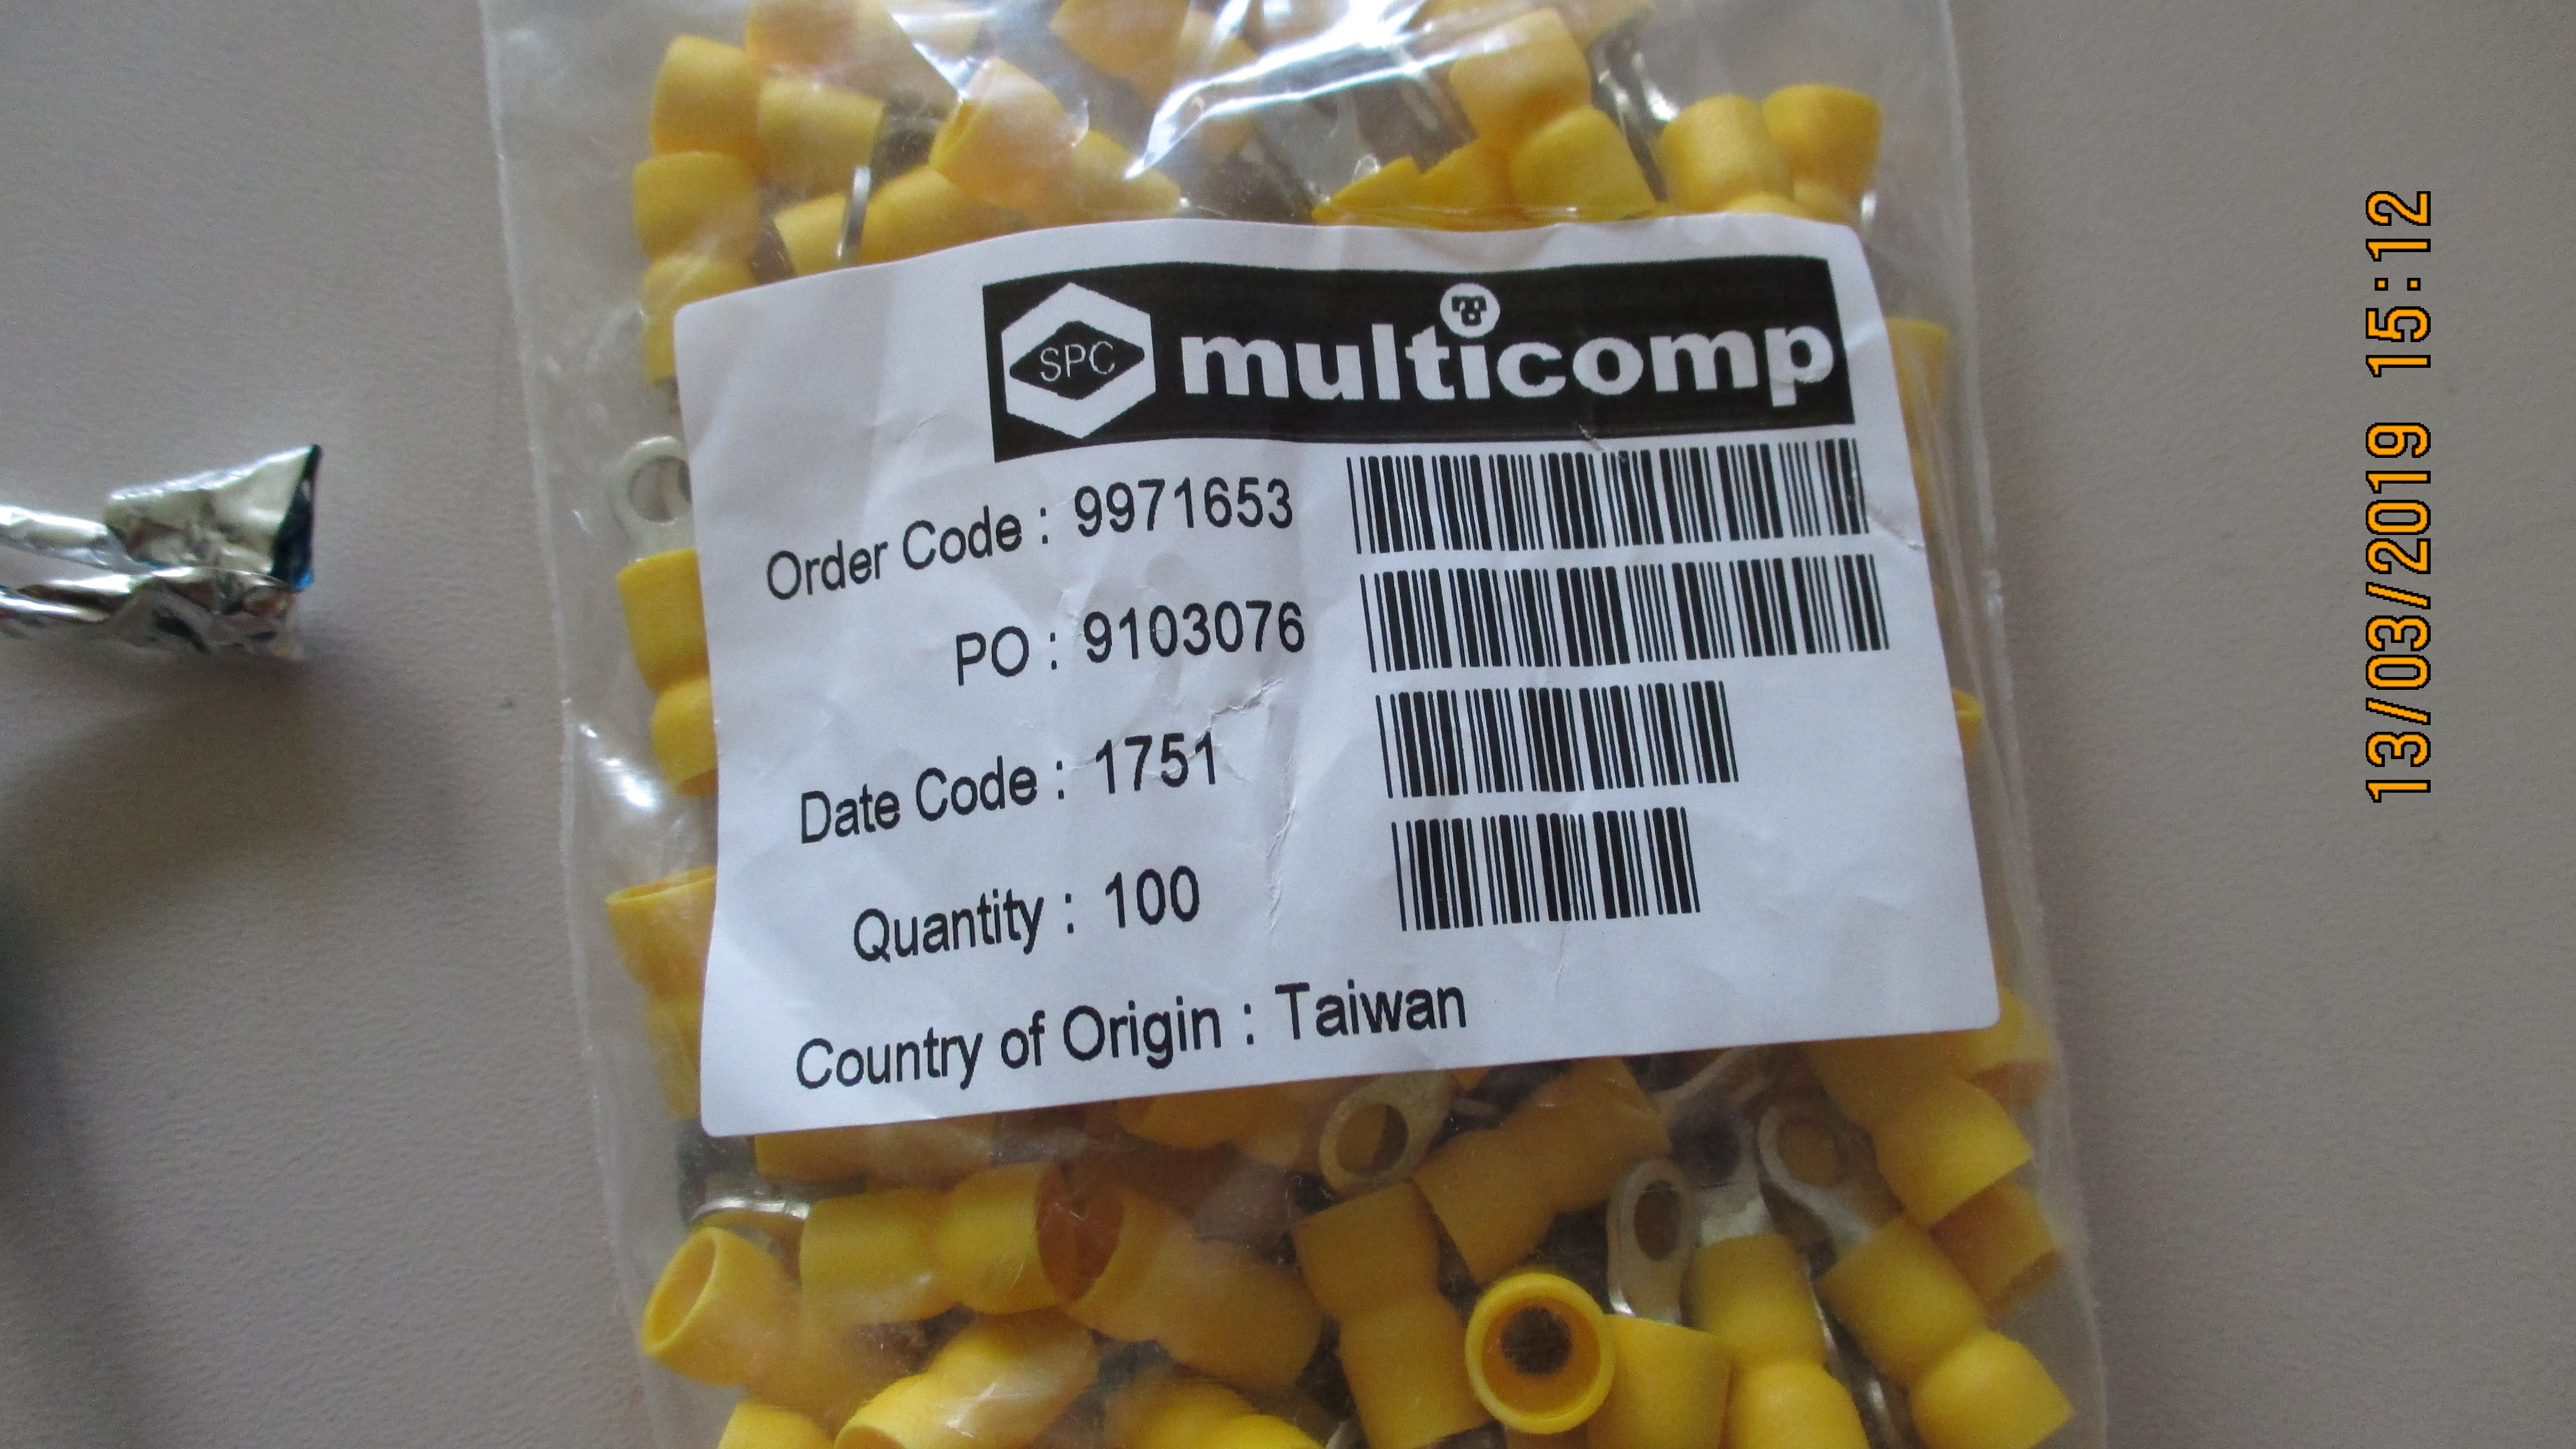 SPC multicomp
Order Code : 9971653
PO : 9103076
Date Code : 1751
Quantity : 100
Country of Origin : Taiwan
13/03/2019 15:12